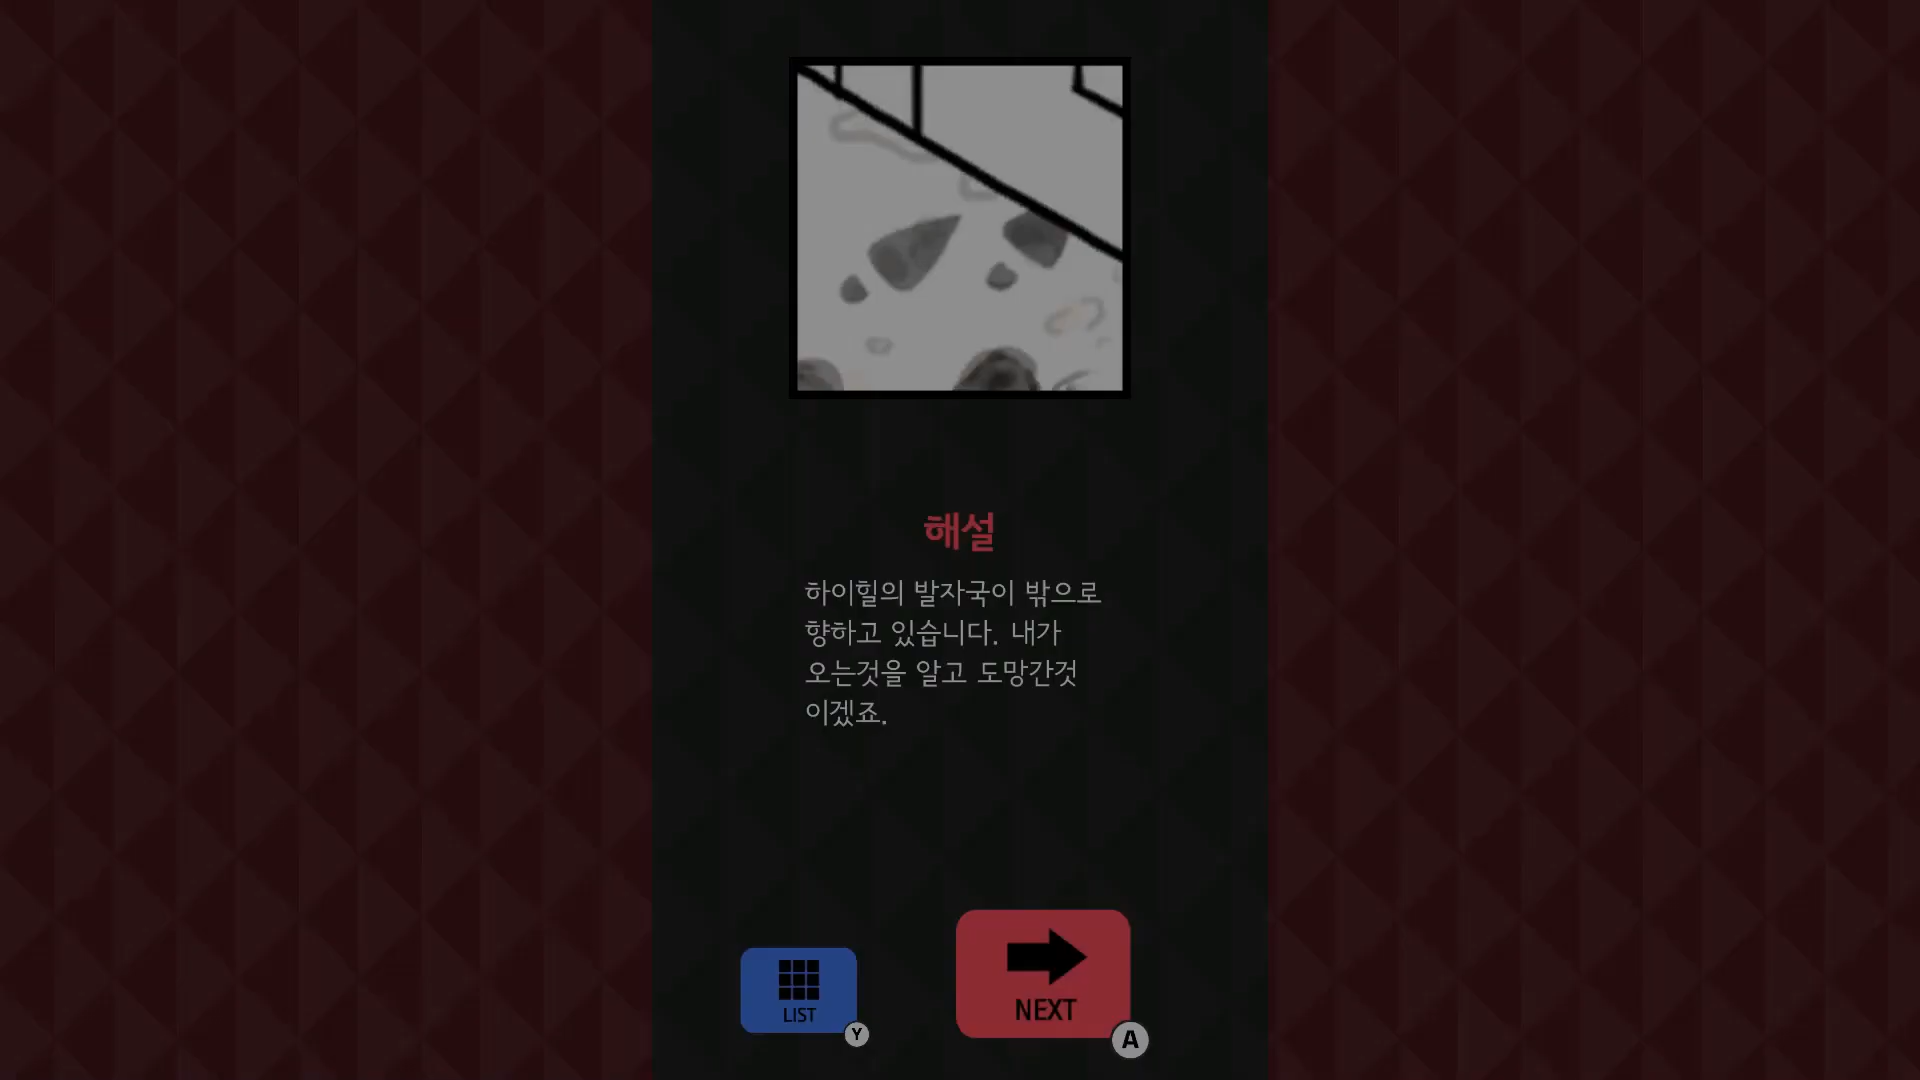 해설
하이힐의 발자국이 밖으로
향하고 있습니다. 내가
오는것을 알고 도망간것
이겠죠.
LIST
Y
NEXT
A